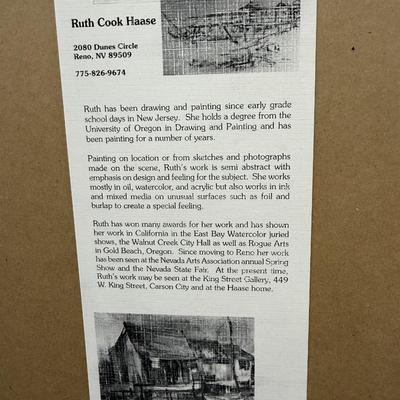 Ruth Cook Haase
2080 Dunes Circle
Reno, NV 89509
775-826-9674
Ruth has been drawing and painting since early grade
school days in New Jersey. She holds a degree from the
University of Oregon in Drawing and Painting and has
been painting for a number of years.
Painting on location or from sketches and photographs
made on the scene, Ruth's work is semi abstract with
emphasis on design and feeling for the subject. She works
mostly in oil, watercolor, and acrylic but also works in ink
and mixed media on unusual surfaces such as foil and
burlap to create a special feeling.
Ruth has won many awards for her work and has shown
her work in California in the East Bay Watercolor juried
shows, the Walnut Creek City Hall as well as Rogue Arts
in Gold Beach, Oregon. Since moving to Reno her work
has been seen at the Nevada Arts Association annual Spring
Show and the Nevada State Fair. At the present time,
Ruth's work may be seen at the King Street Gallery, 449
W. King Street, Carson City and at the Haase home.